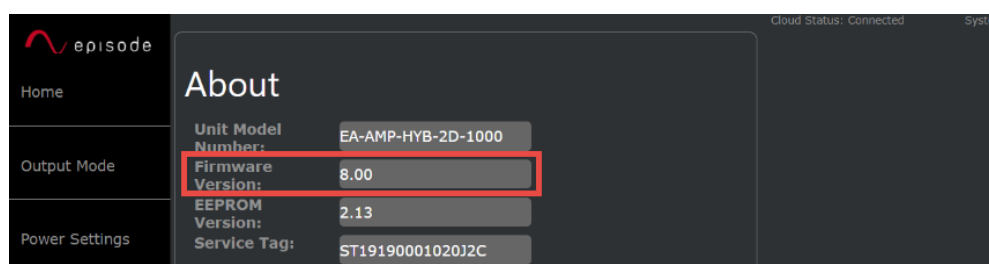 Cloud Status: Connected
episode
Home
Output Mode
Power Settings
About
Unit Model
Number:
EA-AMP-HYB-2D-1000
Firmware
Version:
8.00
EEPROM
Version:
2.13
Service Tag:
ST19190001020J2C